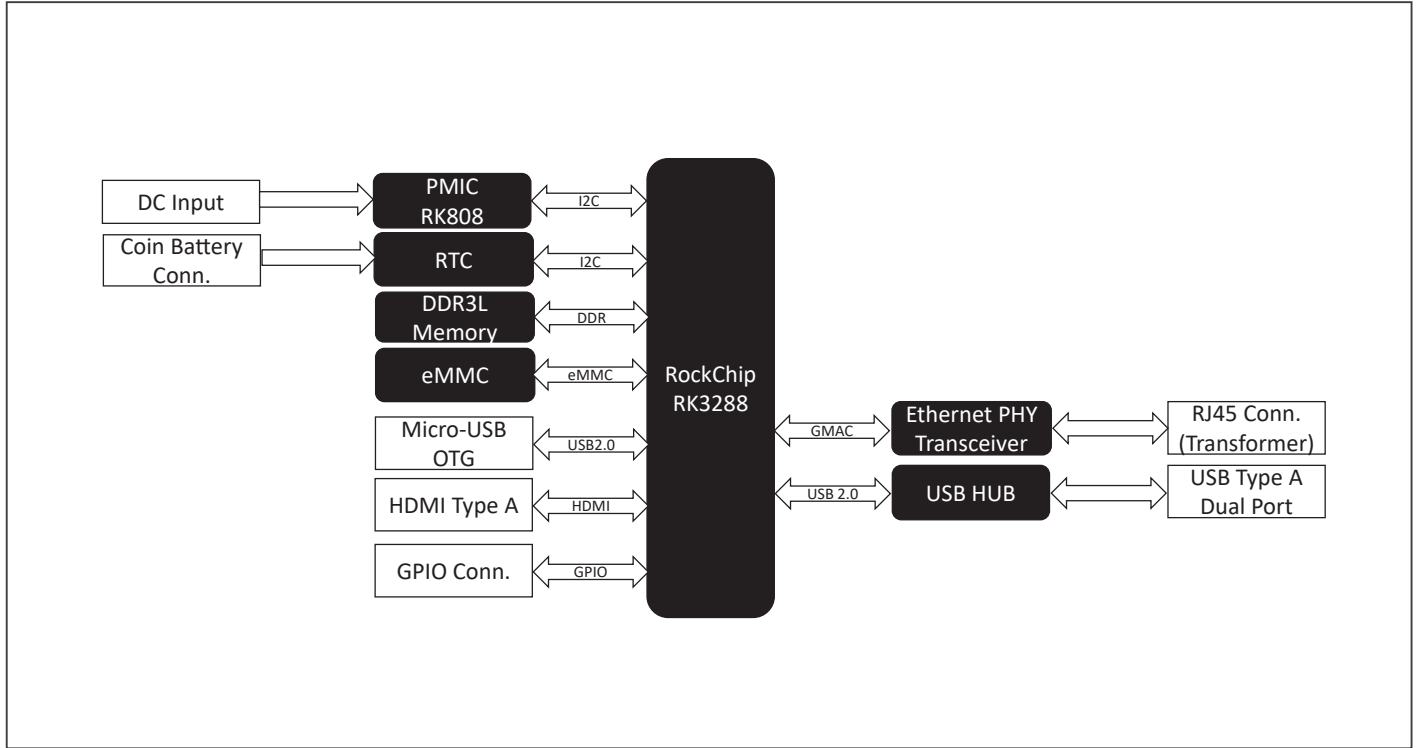 DC Input
PMIC
RK808
I2C
Coin Battery
Conn.
RTC
I2C
DDR3L
Memory
DDR
eMMC
eMMC
Micro-USB
OTG
USB2.0
HDMI Type A
HDMI
GPIO Conn.
GPIO
RockChip
RK3288
GMAC
Ethernet PHY
Transceiver
RJ45 Conn.
(Transformer)
USB 2.0
USB HUB
USB Type A
Dual Port